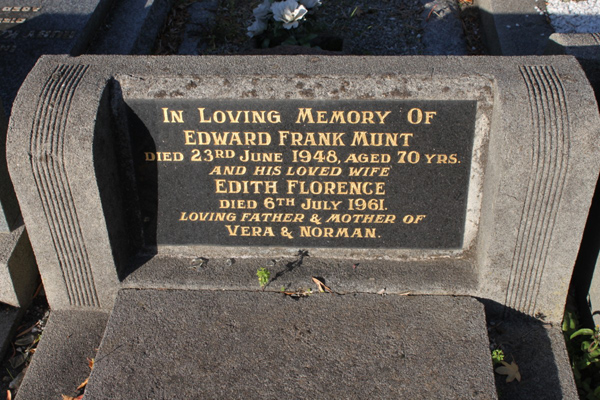 In Loving Memory Of
Edward Frank Munt
died 23rd June 1948, aged 70 yrs.
and his loved wife
Edith Florence
died 6th July 1961.
loving father & mother of
Vera & Norman.